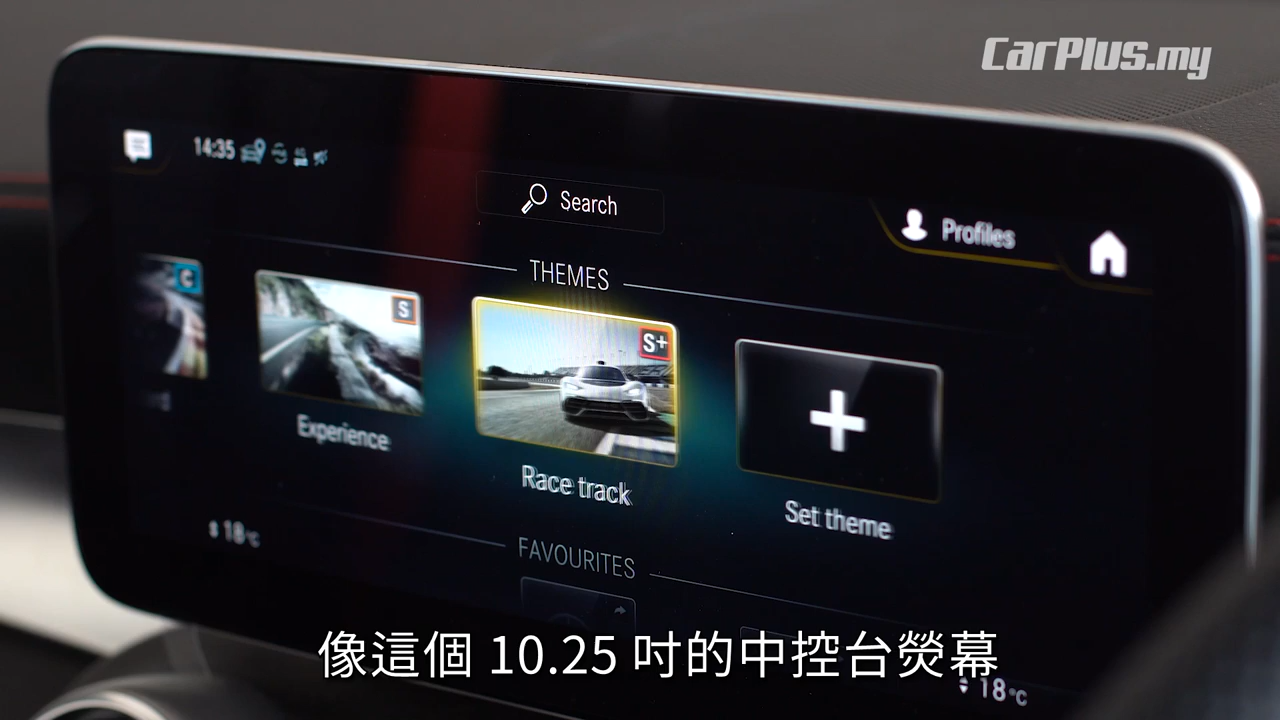 CarPlus.my
14:35
Search
Profiles
THEMES
C
S
S+
Experience
Race track
Set theme
18°C
FAVOURITES
像這個 10.25 吋的中控台熒幕
18°C